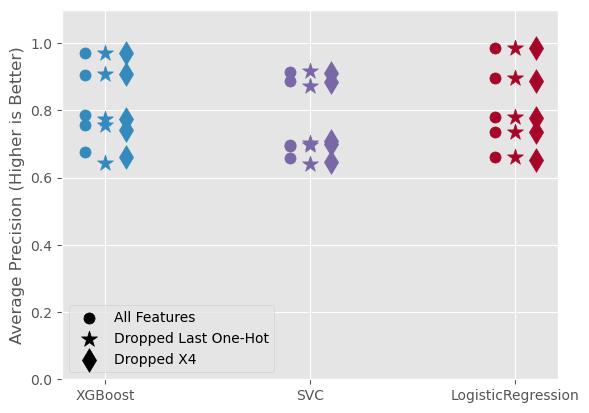 Average Precision (Higher is Better)
1.0
0.8
0.6
0.4
0.2
0.0
All Features
Dropped Last One-Hot
Dropped X4
XGBoost SVC LogisticRegression